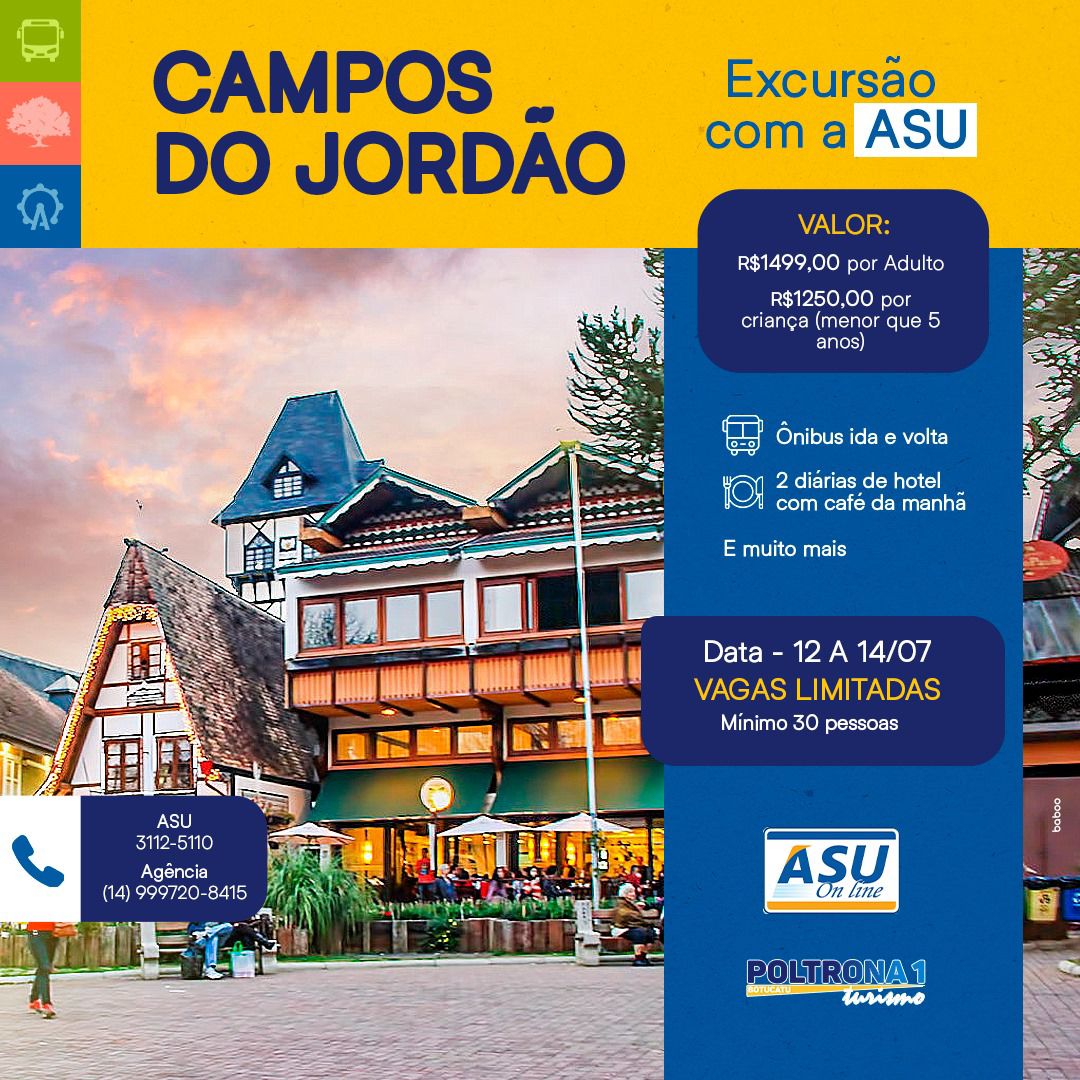 CAMPOS
DO JORDÃO
Excursão
com a ASU
VALOR:
R$1499,00 por Adulto
R$1250,00 por
criança (menor que 5
anos)
Ônibus ida e volta
2 diárias de hotel
com café da manhã
E muito mais
Data - 12 A 14/07
VAGAS LIMITADAS
Mínimo 30 pessoas
ASU
3112-5110
Agência
(14) 999720-8415
baboo
ASU
On line
POLTRONA 1
BOTUCATU
turismo